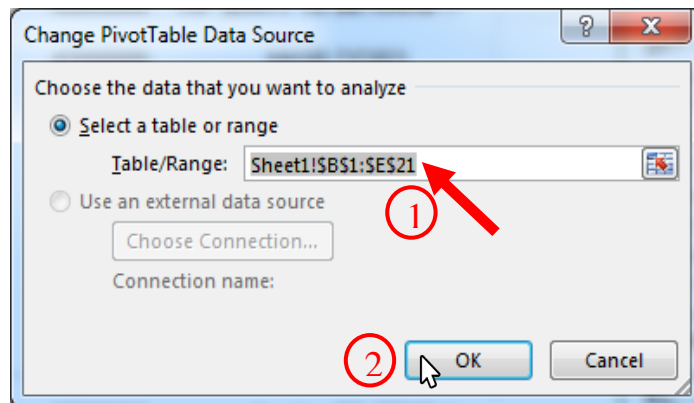 Change PivotTable Data Source
?
X
Choose the data that you want to analyze
Select a table or range
Table/Range: Sheet1!$B$1:$E$21
1
Use an external data source
Choose Connection...
Connection name:
2 OK Cancel